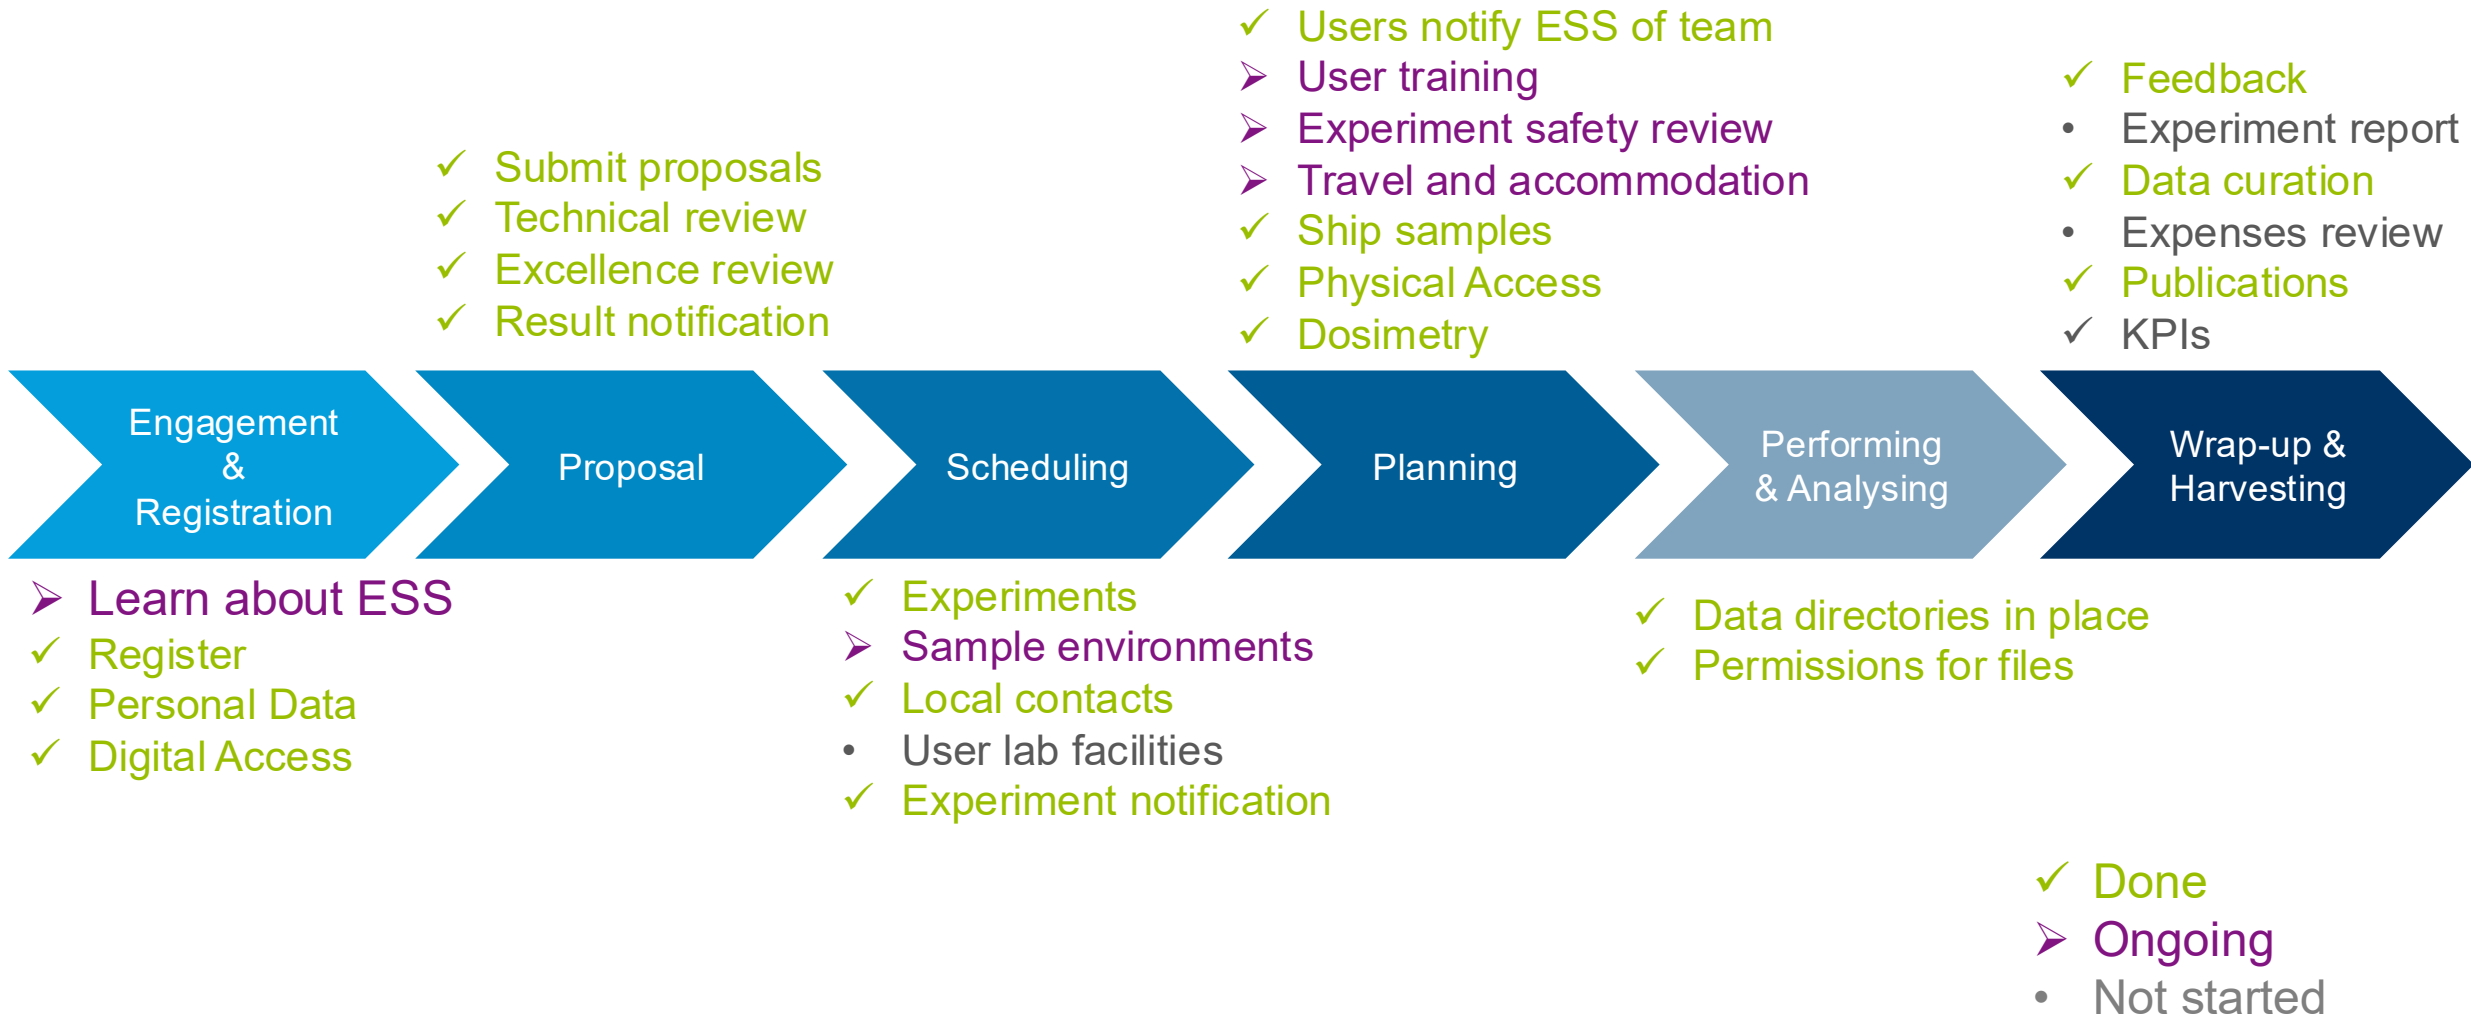 ✓ Users notify ESS of team
➢ User training
➢ Experiment safety review
➢ Travel and accommodation
✓ Ship samples
✓ Physical Access
✓ Dosimetry
✓ Feedback
• Experiment report
✓ Data curation
• Expenses review
✓ Publications
✓ KPIs
✓ Submit proposals
✓ Technical review
✓ Excellence review
✓ Result notification
Engagement
&
Registration
Proposal
Scheduling
Planning
Performing
& Analysing
Wrap-up &
Harvesting
➢ Learn about ESS
✓ Register
✓ Personal Data
✓ Digital Access
✓ Experiments
➢ Sample environments
✓ Local contacts
• User lab facilities
✓ Experiment notification
✓ Data directories in place
✓ Permissions for files
✓ Done
➢ Ongoing
• Not started